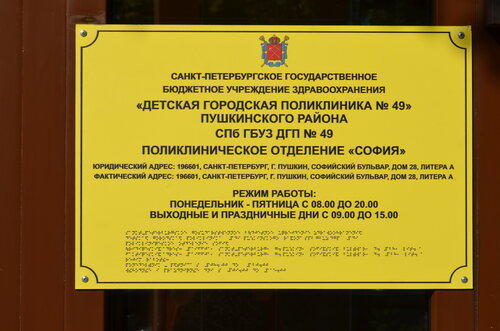 САНКТ-ПЕТЕРБУРГСКОЕ ГОСУДАРСТВЕННОЕ
БЮДЖЕТНОЕ УЧРЕЖДЕНИЕ ЗДРАВООХРАНЕНИЯ
«ДЕТСКАЯ ГОРОДСКАЯ ПОЛИКЛИНИКА № 49»
ПУШКИНСКОГО РАЙОНА
СПб ГБУЗ ДГП № 49
ПОЛИКЛИНИЧЕСКОЕ ОТДЕЛЕНИЕ «СОФИЯ»
ЮРИДИЧЕСКИЙ АДРЕС: 196601, САНКТ-ПЕТЕРБУРГ, Г. ПУШКИН, СОФИЙСКИЙ БУЛЬВАР, ДОМ 28, ЛИТЕРА А
ФАКТИЧЕСКИЙ АДРЕС: 196601, САНКТ-ПЕТЕРБУРГ, Г. ПУШКИН, СОФИЙСКИЙ БУЛЬВАР, ДОМ 28, ЛИТЕРА А
РЕЖИМ РАБОТЫ:
ПОНЕДЕЛЬНИК - ПЯТНИЦА С 08.00 ДО 20.00
ВЫХОДНЫЕ И ПРАЗДНИЧНЫЕ ДНИ С 09.00 ДО 15.00